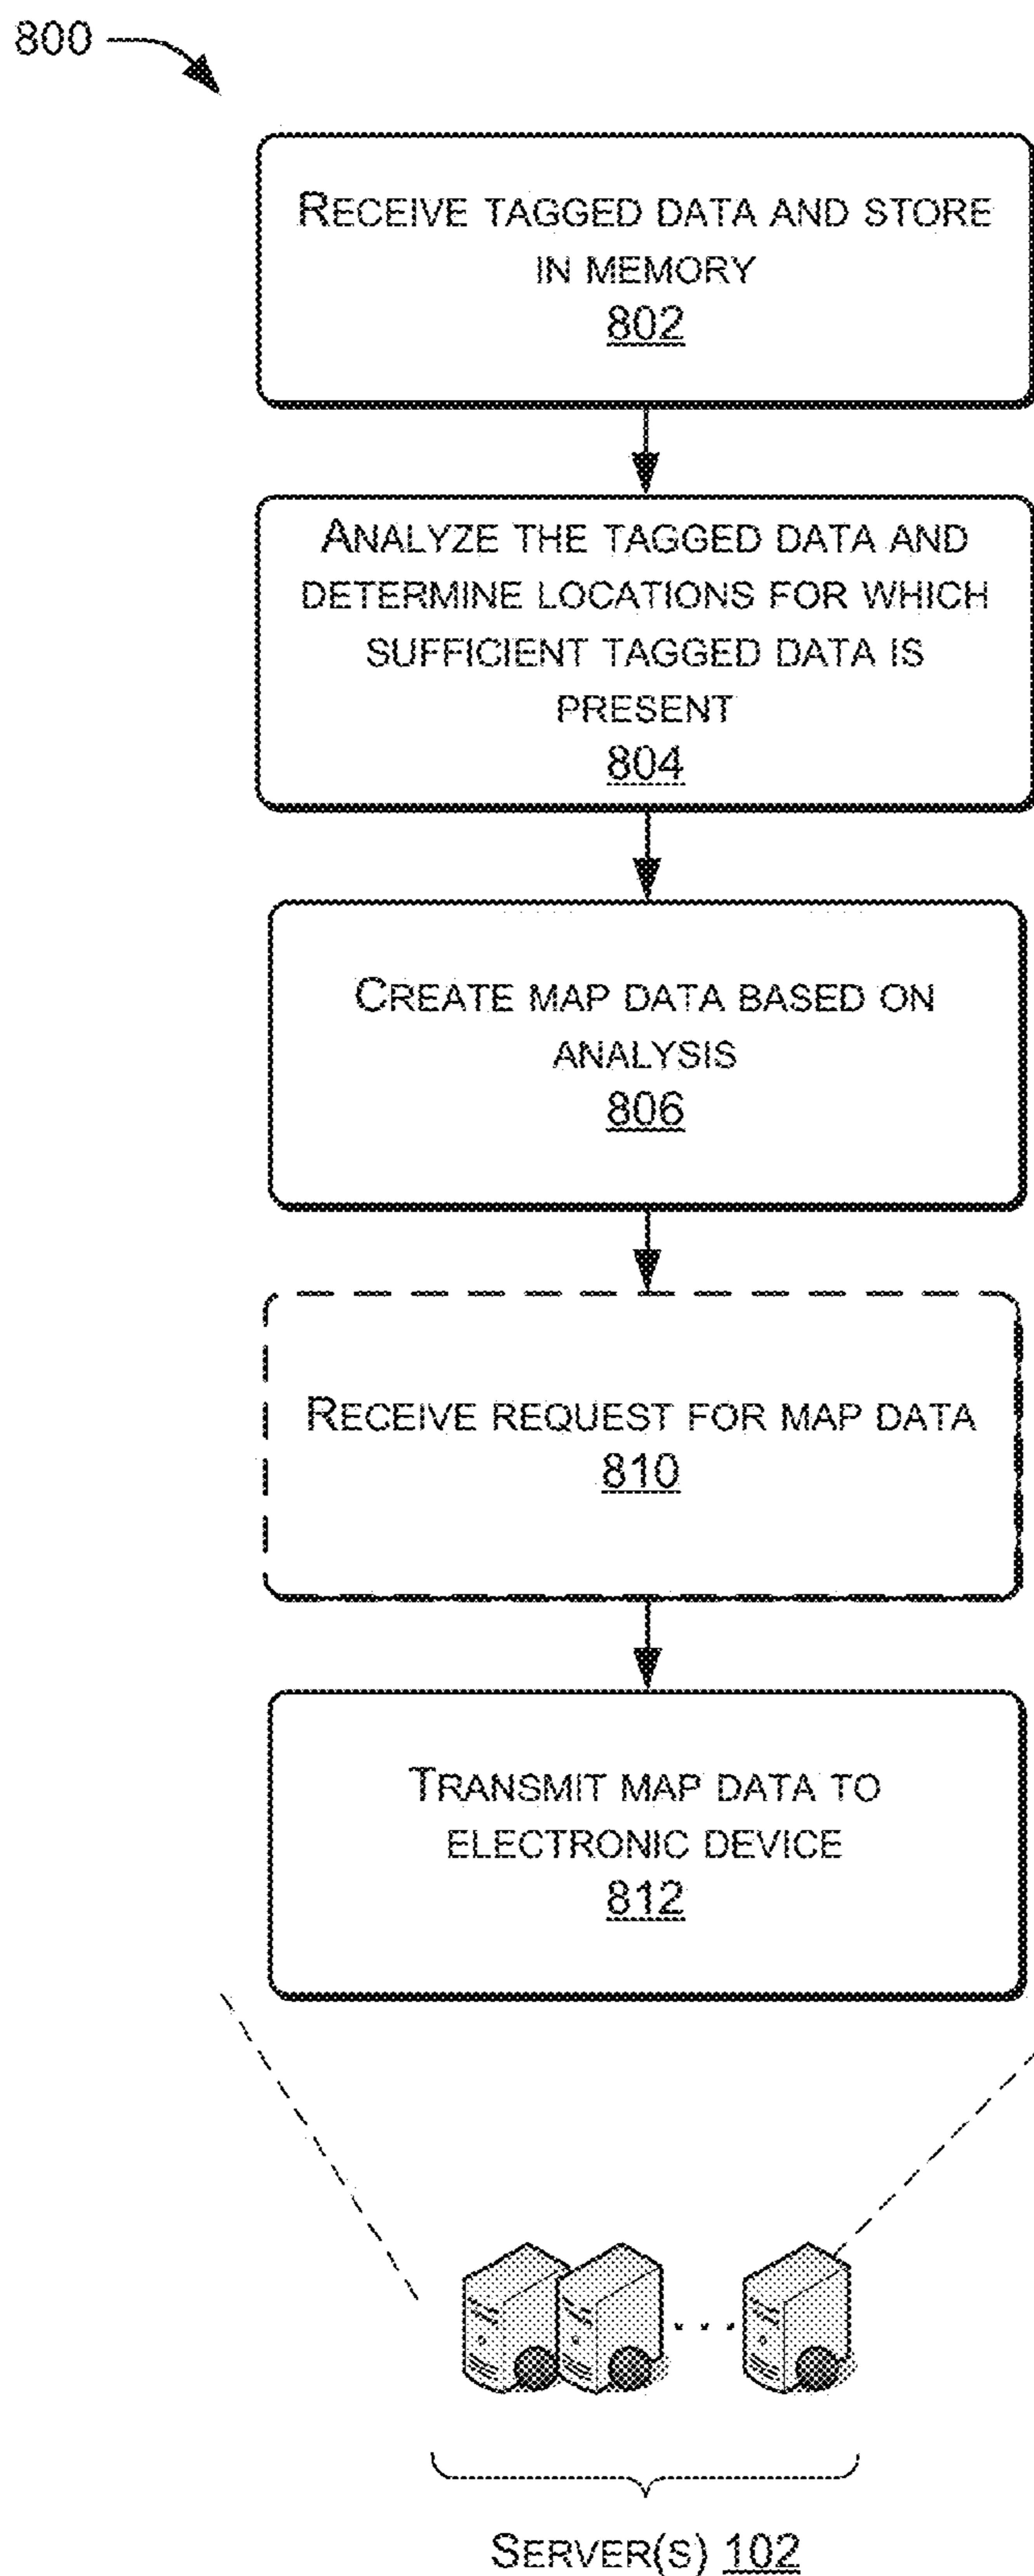 800
RECEIVE TAGGED DATA AND STORE
IN MEMORY
802
ANALYZE THE TAGGED DATA AND
DETERMINE LOCATIONS FOR WHICH
SUFFICIENT TAGGED DATA IS
PRESENT
804
CREATE MAP DATA BASED ON
ANALYSIS
806
RECEIVE REQUEST FOR MAP DATA
810
TRANSMIT MAP DATA TO
ELECTRONIC DEVICE
812
SERVER(S) 102